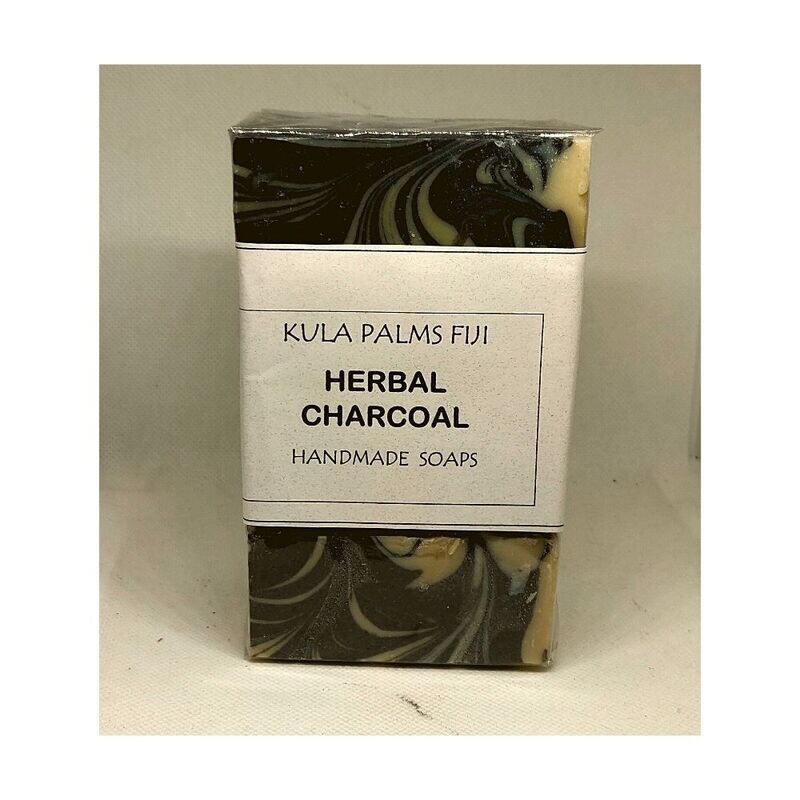 KULA PALMS FIJI
HERBAL
CHARCOAL
HANDMADE SOAPS